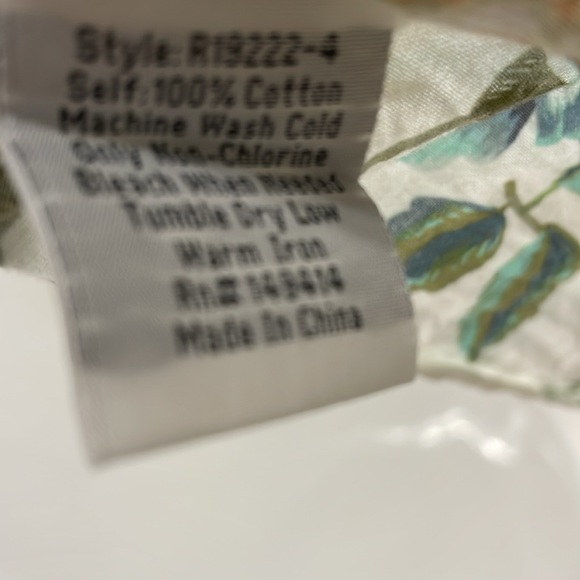 Style: R19222-4
Self: 100% Cotton
Machine Wash Cold
Only Non-Chlorine
Bleach When Needed
Tumble Dry Low
Warm Iron
Rn# 149414
Made In China